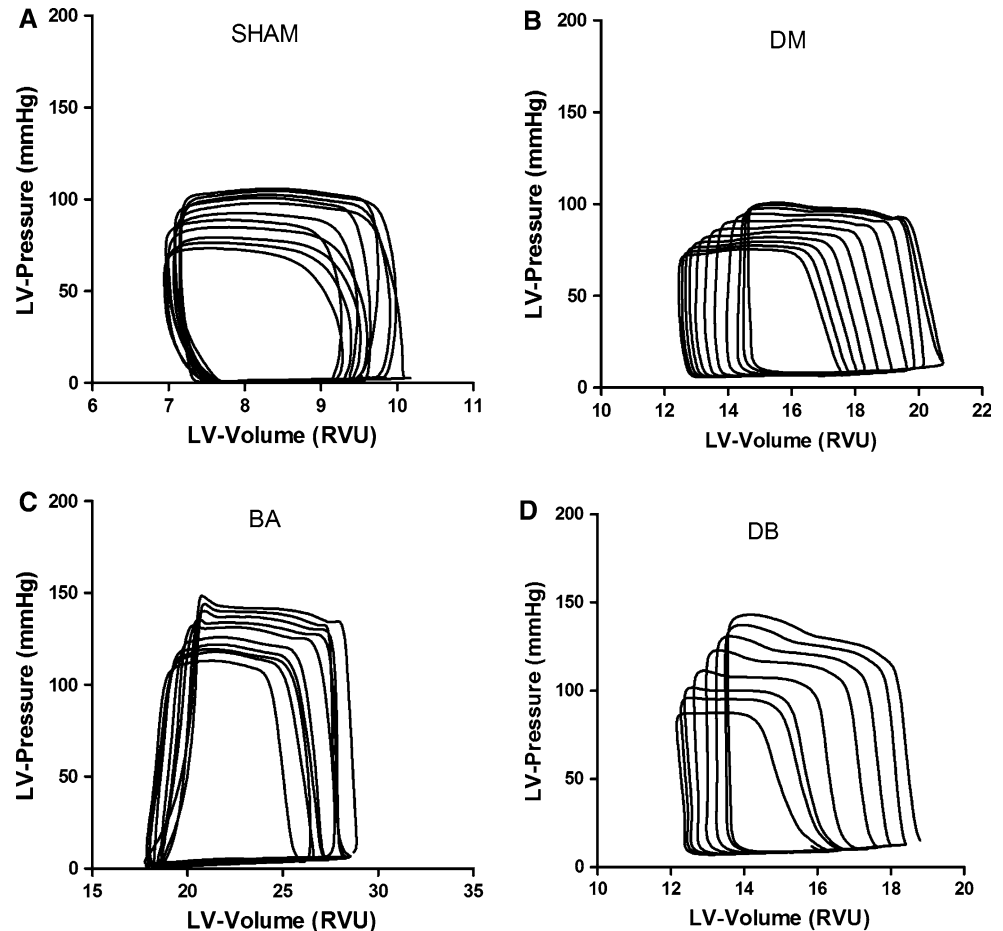 A
SHAM
200
150
100
50
0
6 7 8 9 10 11
LV-Pressure (mmHg)
LV-Volume (RVU)
B
DM
200
150
100
50
0
10 12 14 16 18 20 22
LV-Pressure (mmHg)
LV-Volume (RVU)
C
BA
200
150
100
50
0
15 20 25 30 35
LV-Pressure (mmHg)
LV-Volume (RVU)
D
DB
200
150
100
50
0
10 12 14 16 18 20
LV-Pressure (mmHg)
LV-Volume (RVU)